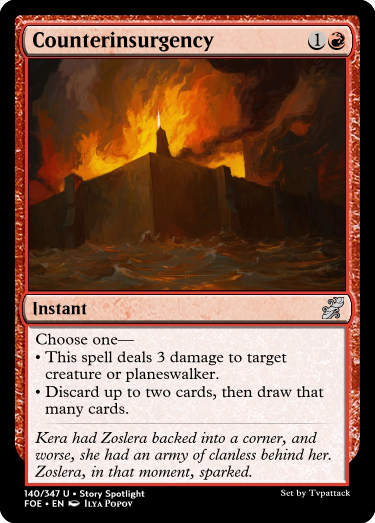 Counterinsurgency 1
Instant
Choose one—
• This spell deals 3 damage to target
creature or planeswalker.
• Discard up to two cards, then draw that
many cards.
Kera had Zoslera backed into a corner, and
worse, she had an army of clanless behind her.
Zoslera, in that moment, sparked.
140/347 U • Story Spotlight
Set by Tvpattack
FOE • EN Ilya Popov